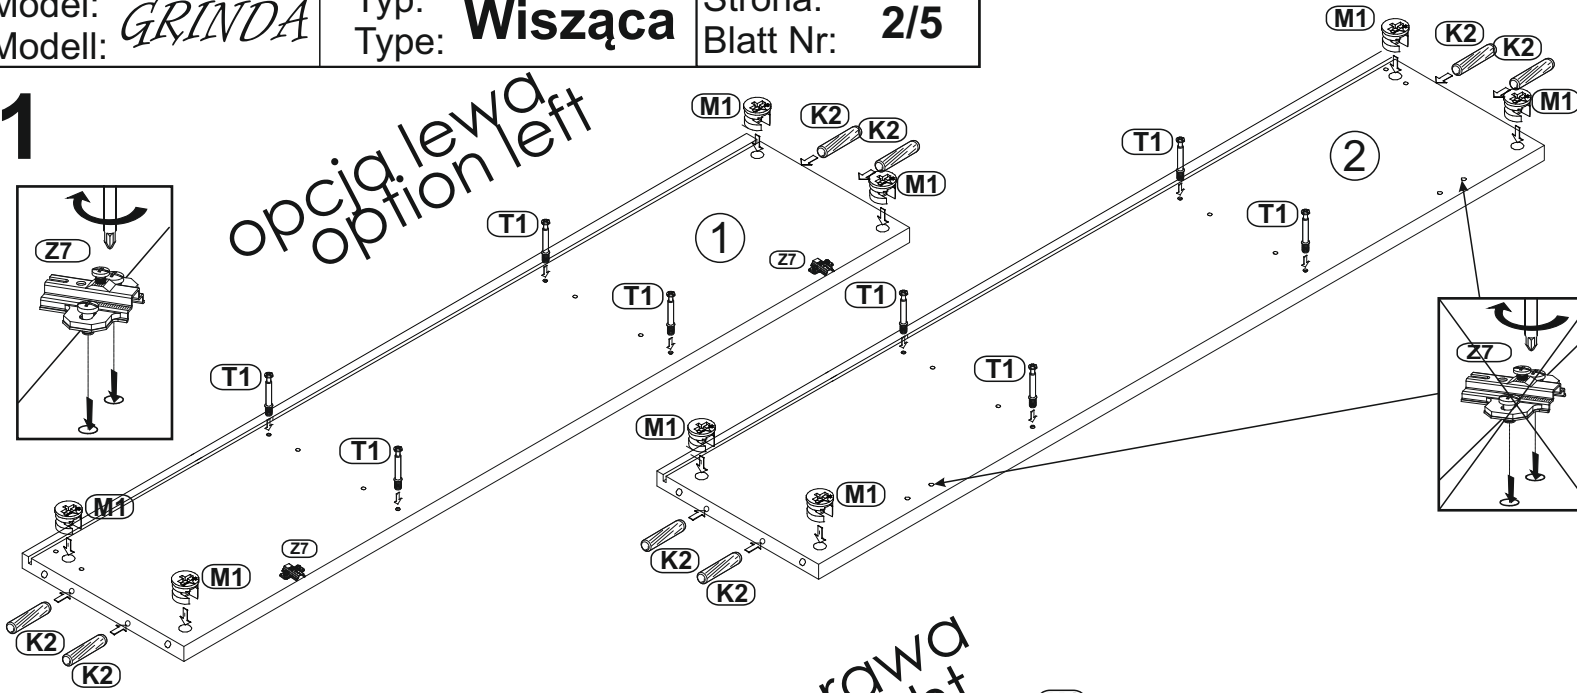 Model:
Modell:
GRINDA
Typ:
Type:
Wisząca
Strona:
Blatt Nr:
2/5
1
opcja lewa
option left
Z7
M1
K2
K2
M1
T1
1
Z7
T1
T1
T1
M1
Z7
M1
K2
K2
M1
K2
K2
M1
T1
2
T1
T1
T1
Z7
M1
M1
K2
K2